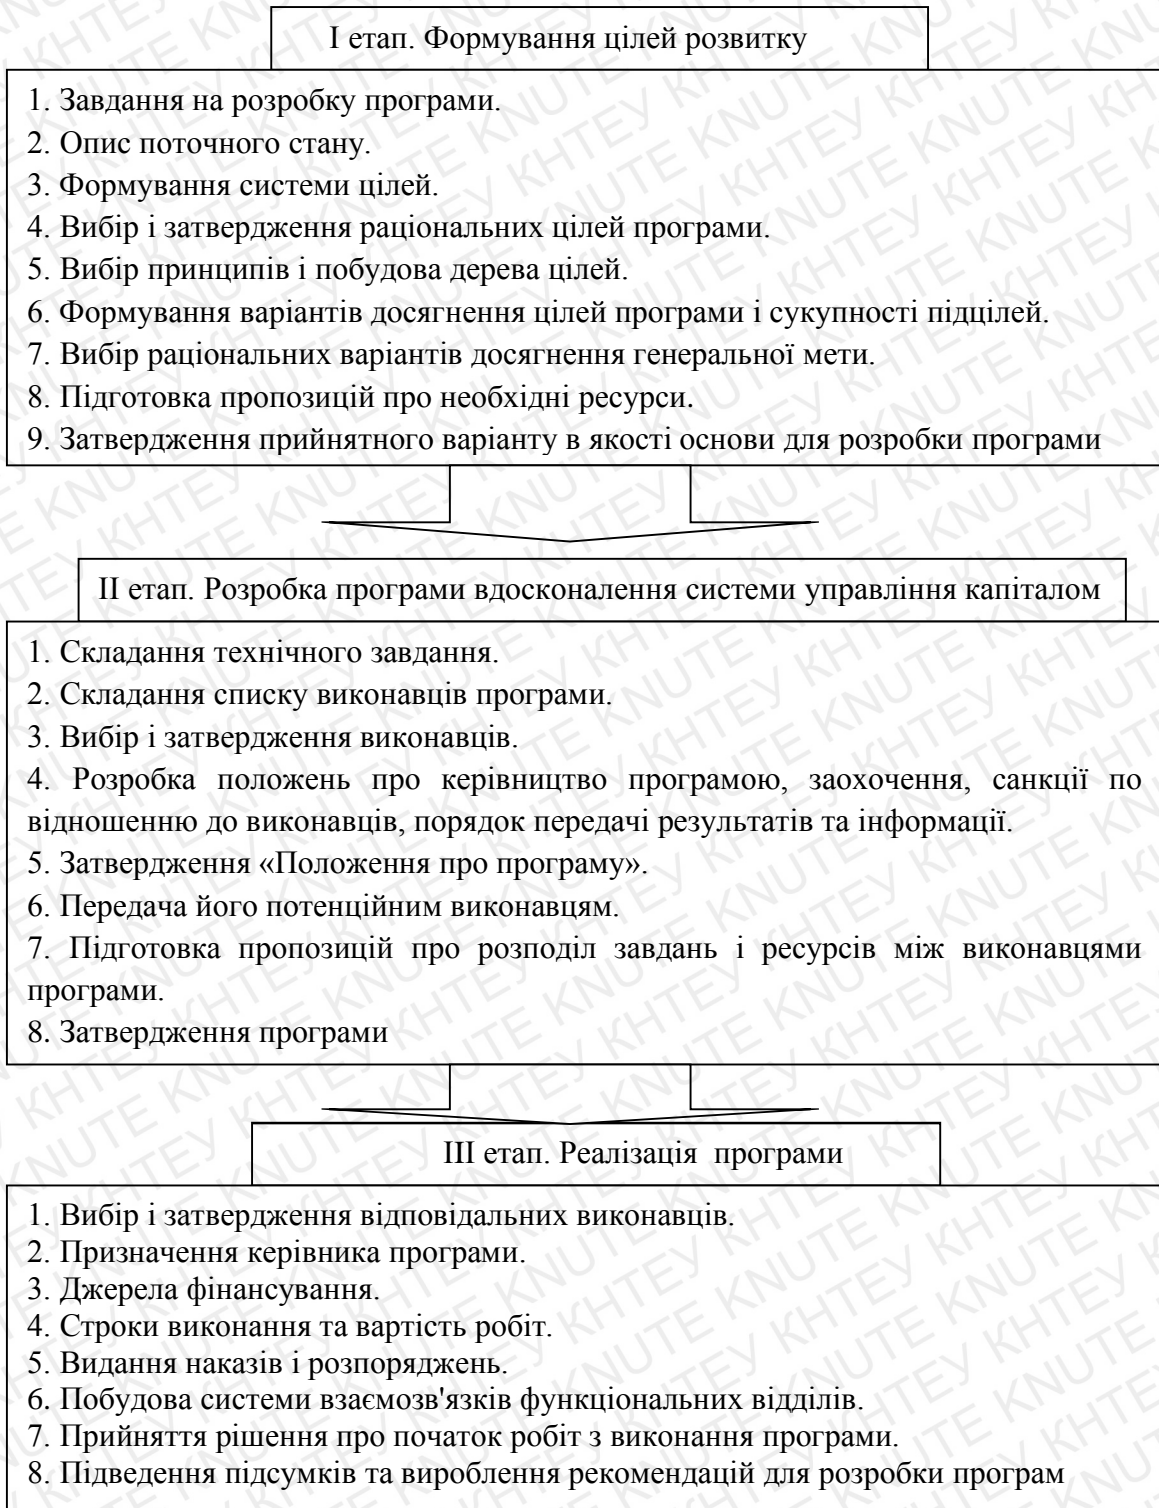 І етап. Формування цілей розвитку
1. Завдання на розробку програми.
2. Опис поточного стану.
3. Формування системи цілей.
4. Вибір і затвердження раціональних цілей програми.
5. Вибір принципів і побудова дерева цілей.
6. Формування варіантів досягнення цілей програми і сукупності підцілей.
7. Вибір раціональних варіантів досягнення генеральної мети.
8. Підготовка пропозицій про необхідні ресурси.
9. Затвердження прийнятного варіанту в якості основи для розробки програми
ІІ етап. Розробка програми вдосконалення системи управління капіталом
1. Складання технічного завдання.
2. Складання списку виконавців програми.
3. Вибір і затвердження виконавців.
4. Розробка положень про керівництво програмою, заохочення, санкції по
відношенню до виконавців, порядок передачі результатів та інформації.
5. Затвердження «Положення про програму».
6. Передача його потенційним виконавцям.
7. Підготовка пропозицій про розподіл завдань і ресурсів між виконавцями
програми.
8. Затвердження програми
ІІІ етап. Реалізація програми
1. Вибір і затвердження відповідальних виконавців.
2. Призначення керівника програми.
3. Джерела фінансування.
4. Строки виконання та вартість робіт.
5. Видання наказів і розпоряджень.
6. Побудова системи взаємозв'язків функціональних відділів.
7. Прийняття рішення про початок робіт з виконання програми.
8. Підведення підсумків та вироблення рекомендацій для розробки програм